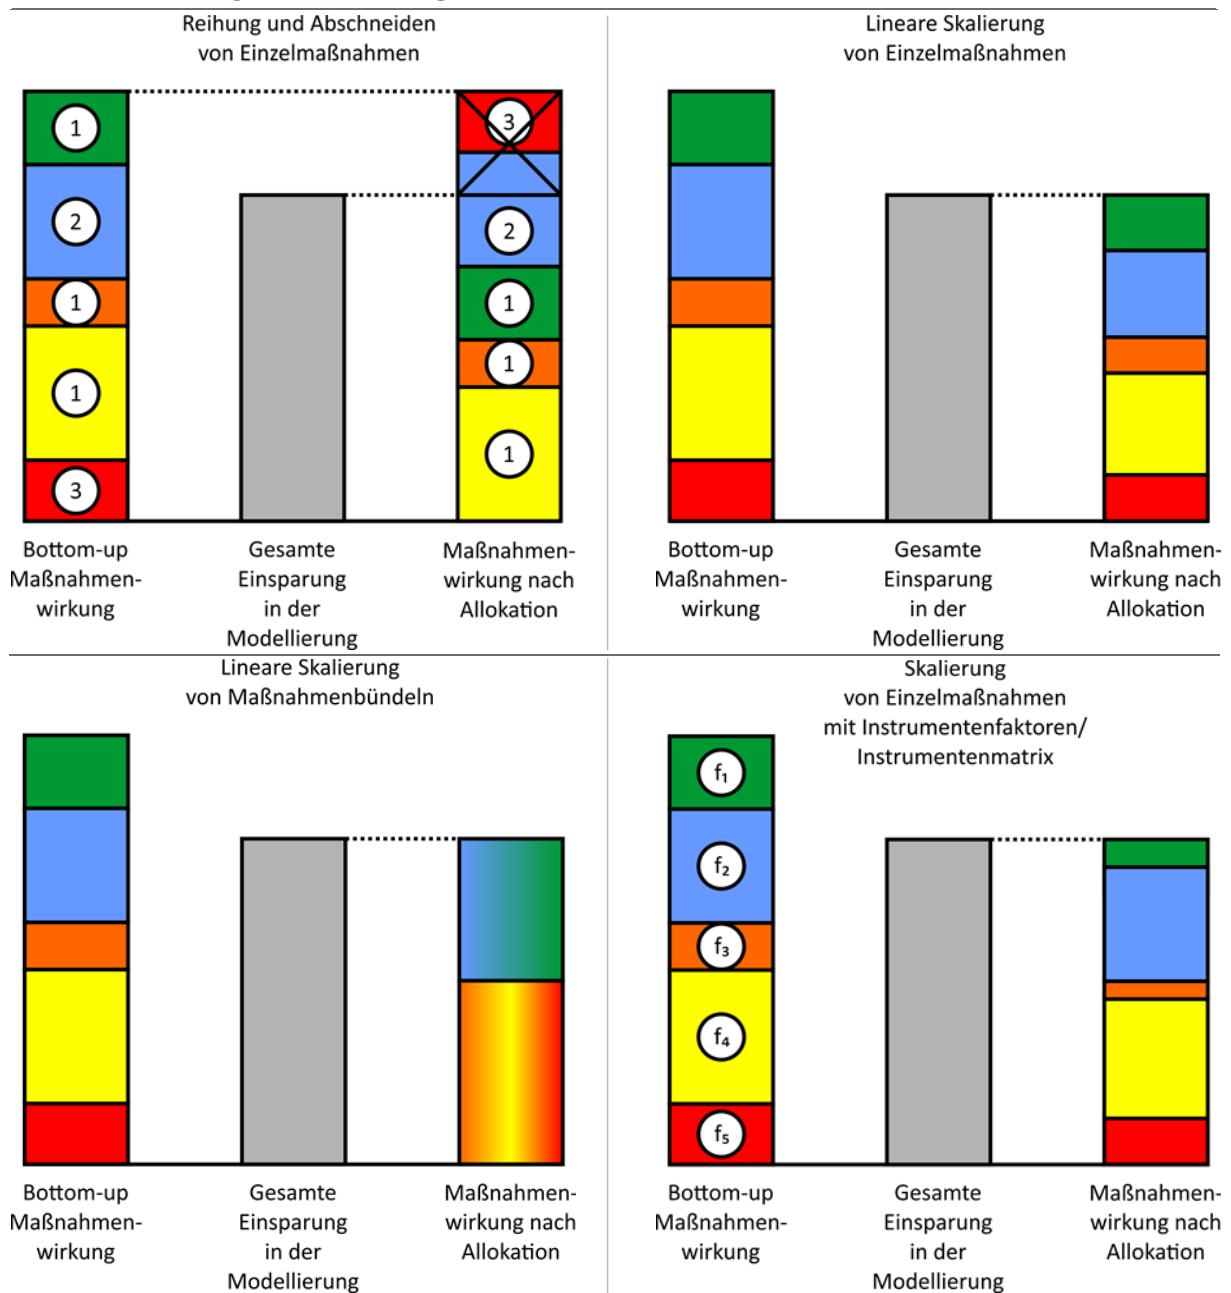 Reihung und Abschneiden
von Einzelmaßnahmen
1
2
1
1
3
3
2
1
1
1
Bottom-up
Maßnahmen-
wirkung
Gesamte
Einsparung
in der
Modellierung
Maßnahmen-
wirkung nach
Allokation
Lineare Skalierung
von Einzelmaßnahmen
Bottom-up
Maßnahmen-
wirkung
Gesamte
Einsparung
in der
Modellierung
Maßnahmen-
wirkung nach
Allokation
Lineare Skalierung
von Maßnahmenbündeln
Bottom-up
Maßnahmen-
wirkung
Gesamte
Einsparung
in der
Modellierung
Maßnahmen-
wirkung nach
Allokation
Skalierung
von Einzelmaßnahmen
mit Instrumentenfaktoren/
Instrumentenmatrix
f₁
f₂
f₃
f₄
f₅
Bottom-up
Maßnahmen-
wirkung
Gesamte
Einsparung
in der
Modellierung
Maßnahmen-
wirkung nach
Allokation